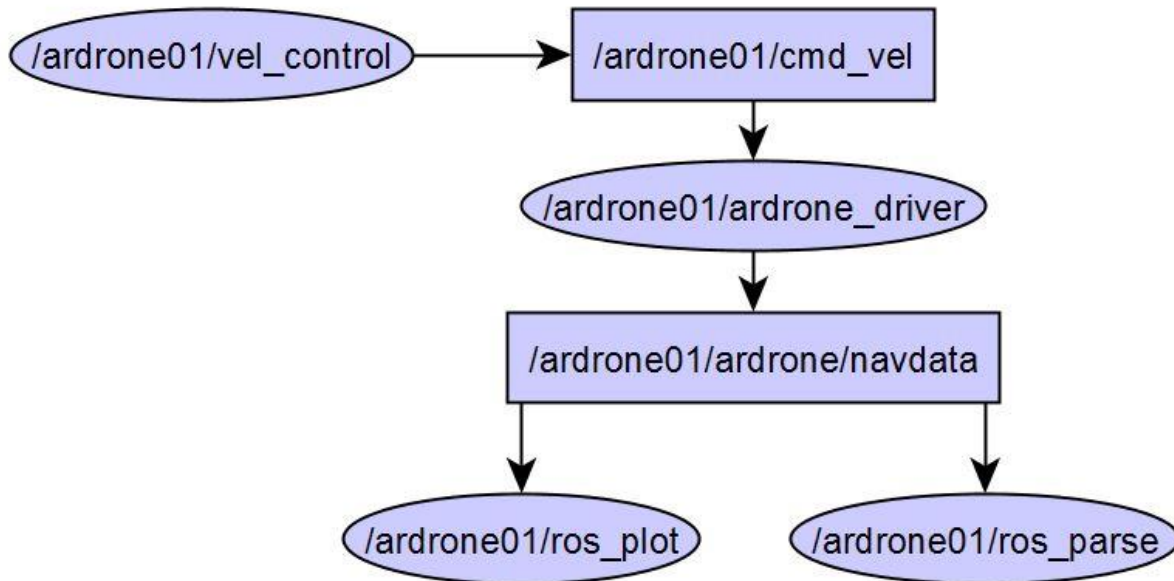 /ardrone01/vel_control
/ardrone01/cmd_vel
/ardrone01/ardrone_driver
/ardrone01/ardrone/navdata
/ardrone01/ros_plot
/ardrone01/ros_parse